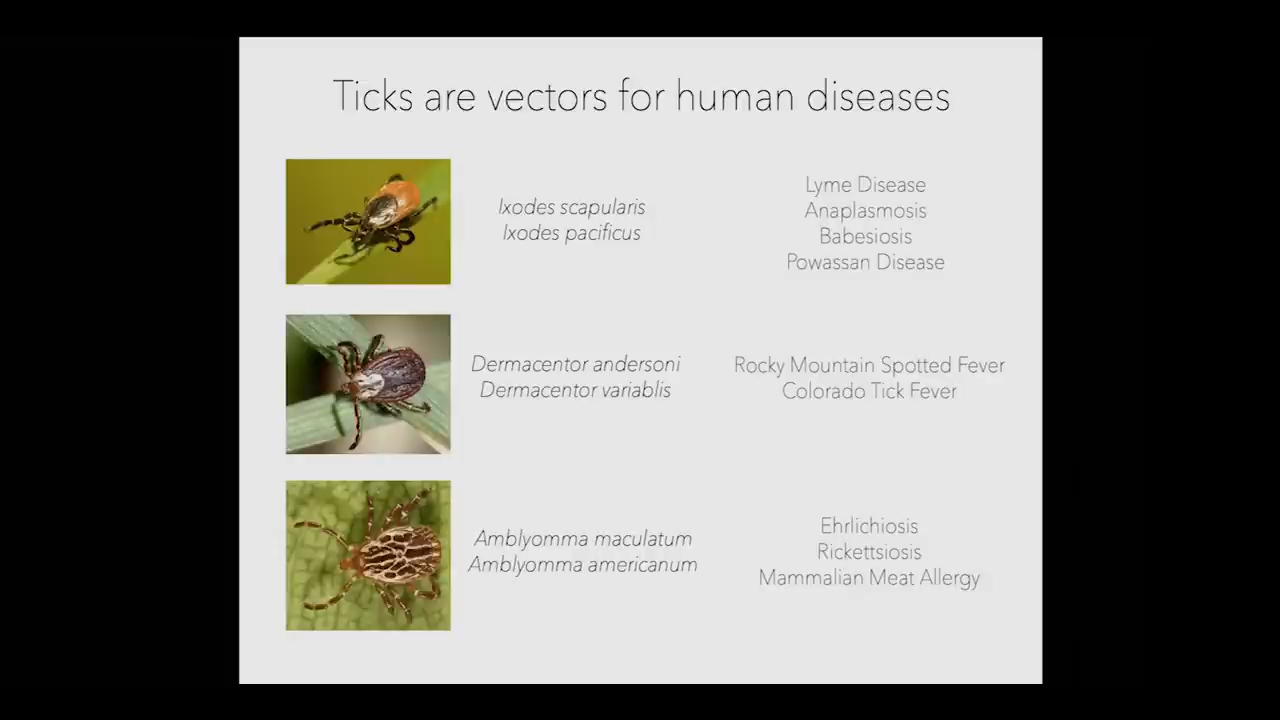 Ticks are vectors for human diseases
Ixodes scapularis
Ixodes pacificus
Lyme Disease
Anaplasmosis
Babesiosis
Powassan Disease
Dermacentor andersoni
Dermacentor variablis
Rocky Mountain Spotted Fever
Colorado Tick Fever
Amblyomma maculatum
Amblyomma americanum
Ehrlichiosis
Rickettsiosis
Mammalian Meat Allergy